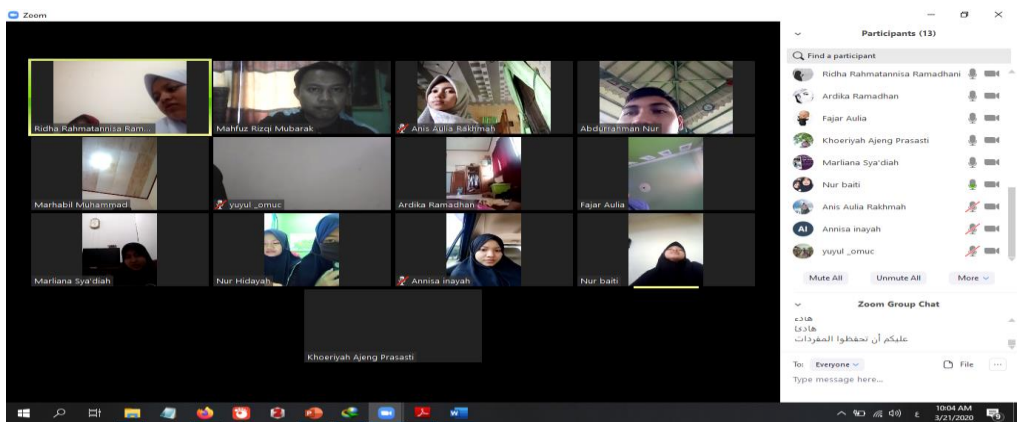 Zoom
Ridha Rahmatannisa Ram...
Mahfuz Rizqi Mubarak
Anis Aulia Rakhmah
Abdurrahman Nur
Marhabil Muhammad
yuyul _omuc
Ardika Ramadhan
Fajar Aulia
Marliana Sya'diah
Nur Hidayah
Annisa inayah
Nur baiti
Khoeriyah Ajeng Prasasti
Participants (13)
Find a participant
Ridha Rahmatannisa Ramadhani
Ardika Ramadhan
Fajar Aulia
Khoeriyah Ajeng Prasasti
Marliana Sya'diah
Nur baiti
Anis Aulia Rakhmah
AI Annisa inayah
yuyul _omuc
Mute All Unmute All More
Zoom Group Chat
هادئ
عليكم أن تحفظوا المفردات
To: Everyone File ...
Type message here...
ع 10:04 AM
3/21/2020